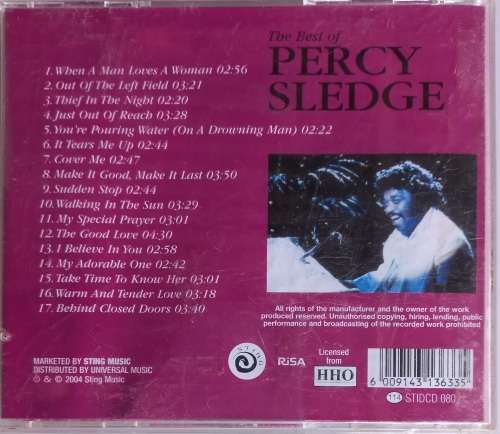 The Best of
PERCY
SLEDGE
1. When A Man Loves A Woman 02:56
2. Out Of The Left Field 03:21
3. Thief In The Night 02:20
4. Just Out Of Reach 03:28
5. You're Pouring Water (On A Drowning Man) 02:22
6. It Tears Me Up 02:44
7. Cover Me 02:47
8. Make It Good, Make It Last 03:50
9. Sudden Stop 02:44
10. Walking In The Sun 03:29
11. My Special Prayer 03:01
12. The Good Love 04:30
13. I Believe In You 02:58
14. My Adorable One 02:42
15. Take Time To Know Her 03:01
16. Warm And Tender Love 03:18
17. Behind Closed Doors 03:40
All rights of the manufacturer and the owner of the work
produced reserved. Unauthorised copying, hiring, lending, public
performance and broadcasting of the recorded work prohibited
MARKETED BY STING MUSIC
DISTRIBUTED BY UNIVERSAL MUSIC
℗ & © 2004 Sting Music
STING
RiSA
Licensed
from
HHO
6 009143 136335
114 STIDCD 080